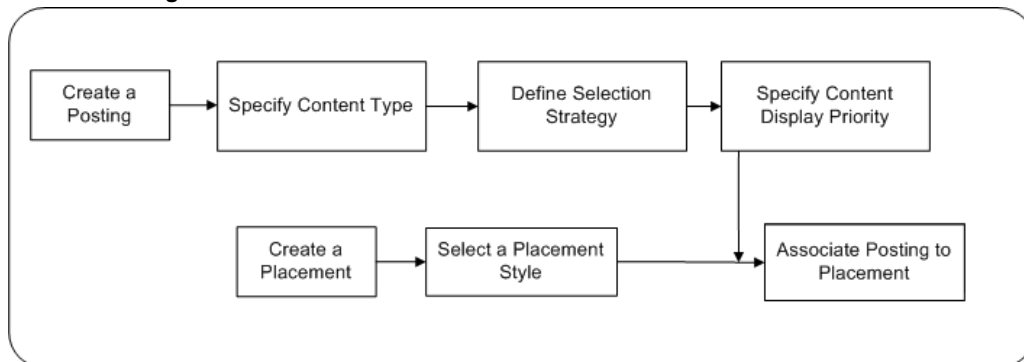 Create a
Posting
Specify Content Type
Define Selection
Strategy
Specify Content
Display Priority
Create a
Placement
Select a Placement
Style
Associate Posting to
Placement